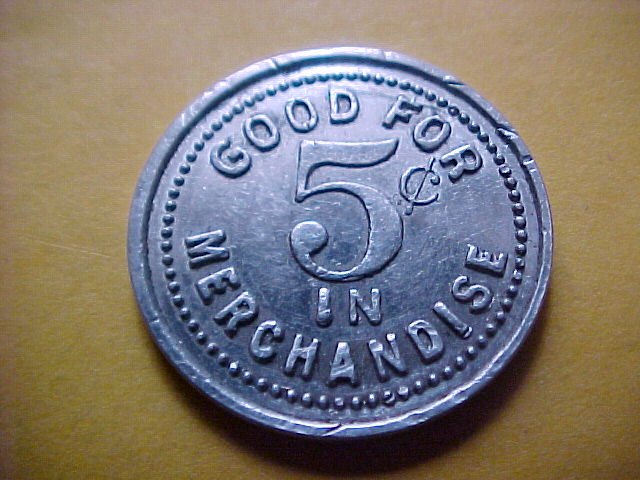 GOOD FOR
5¢
IN
MERCHANDISE